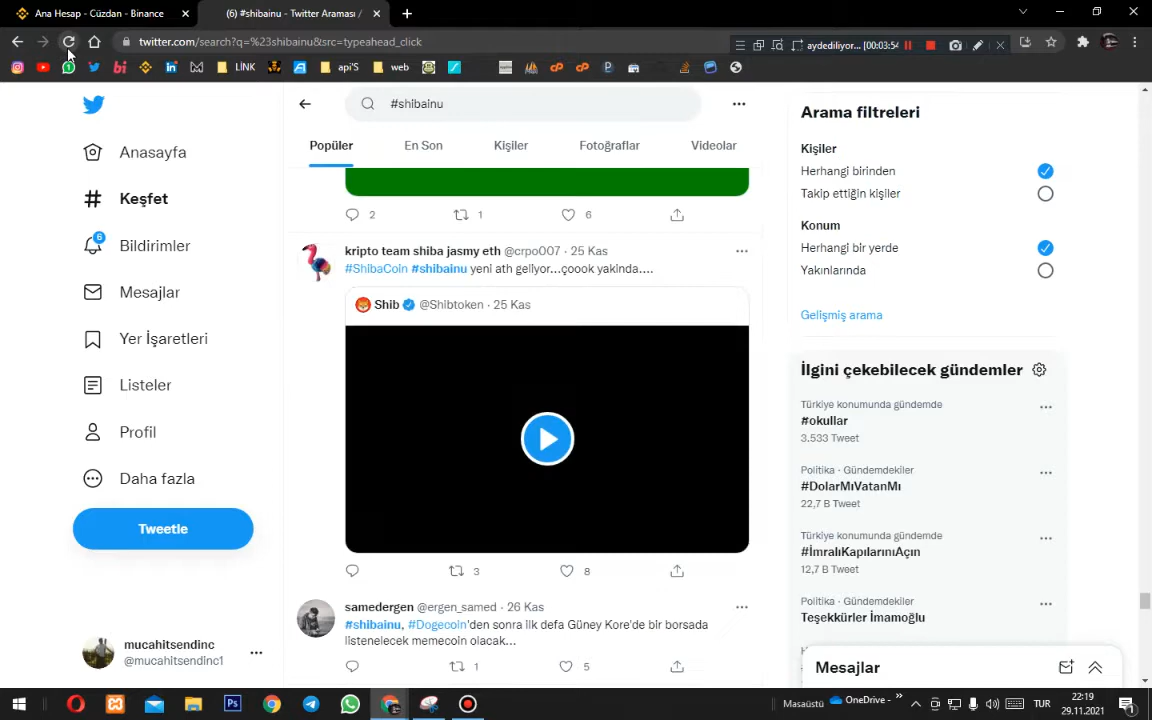 Ana Hesap - Cüzdan - Binance
(6) #shibainu - Twitter Araması /
twitter.com/search?q=%23shibainu&src=typeahead_click
aydediliyor... [00:03:54]
LİNK
api'S
web
#shibainu
Popüler
En Son
Kişiler
Fotoğraflar
Videolar
Anasayfa
Keşfet
6
Bildirimler
Mesajlar
Yer İşaretleri
Listeler
Profil
Daha fazla
Tweetle
mucahitsendinc
@mucahitsendinc1
2
1
6
kripto team shiba jasmy eth @crpo007 · 25 Kas
#ShibaCoin #shibainu yeni ath geliyor...çoook yakinda....
Shib @Shibtoken · 25 Kas
3
8
samedergen @ergen_samed · 26 Kas
#shibainu, #Dogecoin'den sonra ilk defa Güney Kore'de bir borsada
listenelecek memecoin olacak...
1
5
Arama filtreleri
Kişiler
Herhangi birinden
Takip ettiğin kişiler
Konum
Herhangi bir yerde
Yakınlarında
Gelişmiş arama
İlgini çekebilecek gündemler
Türkiye konumunda gündemde
#okullar
3.533 Tweet
Politika · Gündemdekiler
#DolarMıVatanMı
22,7 B Tweet
Türkiye konumunda gündemde
#İmralıKapılarınıAçın
12,7 B Tweet
Politika · Gündemdekiler
Teşekkürler İmamoğlu
Mesajlar
Masaüstü
OneDrive -
TUR
22:19
29.11.2021
1